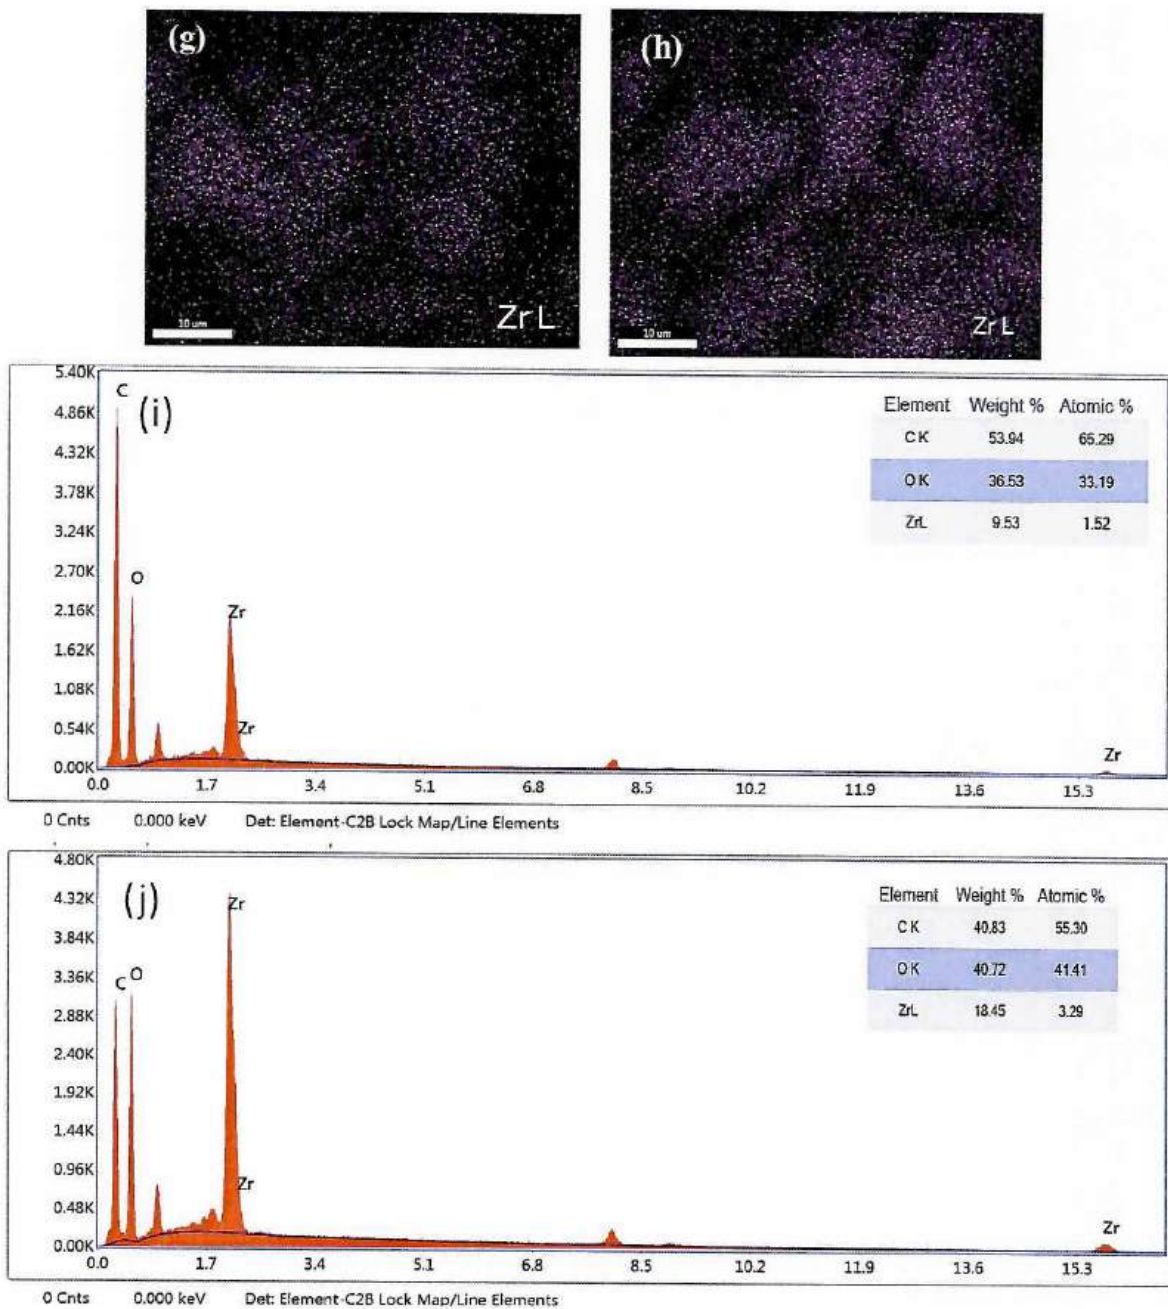 (g)
Zr L
10 um
(h)
Zr L
10 um
(i)
5.40K
4.86K
4.32K
3.78K
3.24K
2.70K
2.16K
1.62K
1.08K
0.54K
0.00K
C
O
Zr
Zr
Zr
0.0 1.7 3.4 5.1 6.8 8.5 10.2 11.9 13.6 15.3
Element Weight % Atomic %
C K 53.94 65.29
O K 36.53 33.19
ZrL 9.53 1.52
0 Cnts 0.000 keV Det: Element-C2B Lock Map/Line Elements
(j)
4.80K
4.32K
3.84K
3.36K
2.88K
2.40K
1.92K
1.44K
0.96K
0.48K
0.00K
C
O
Zr
Zr
Zr
0.0 1.7 3.4 5.1 6.8 8.5 10.2 11.9 13.6 15.3
Element Weight % Atomic %
C K 40.83 55.30
O K 40.72 41.41
ZrL 18.45 3.29
0 Cnts 0.000 keV Det: Element-C2B Lock Map/Line Elements